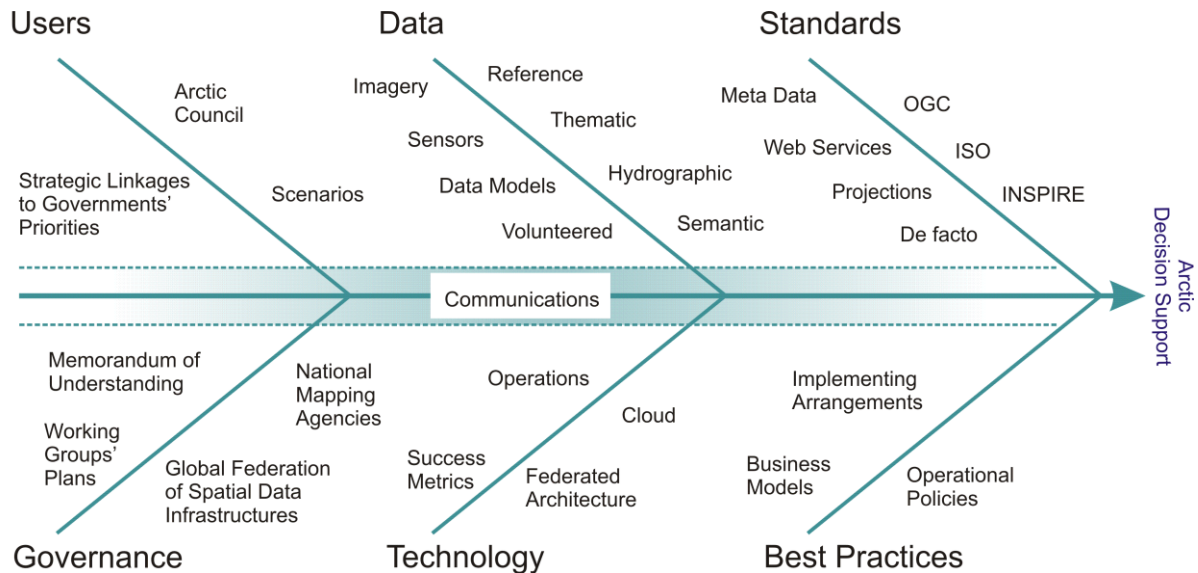 Users
Data
Standards
Arctic
Council
Imagery
Reference
Meta Data
OGC
Sensors
Thematic
Web Services
ISO
Strategic Linkages
to Governments’
Priorities
Scenarios
Data Models
Hydrographic
Projections
INSPIRE
Volunteered
Semantic
De facto
Communications
Arctic
Decision Support
Memorandum of
Understanding
National
Mapping
Agencies
Operations
Implementing
Arrangements
Working
Groups’
Plans
Cloud
Global Federation
of Spatial Data
Infrastructures
Success
Metrics
Federated
Architecture
Business
Models
Operational
Policies
Governance
Technology
Best Practices